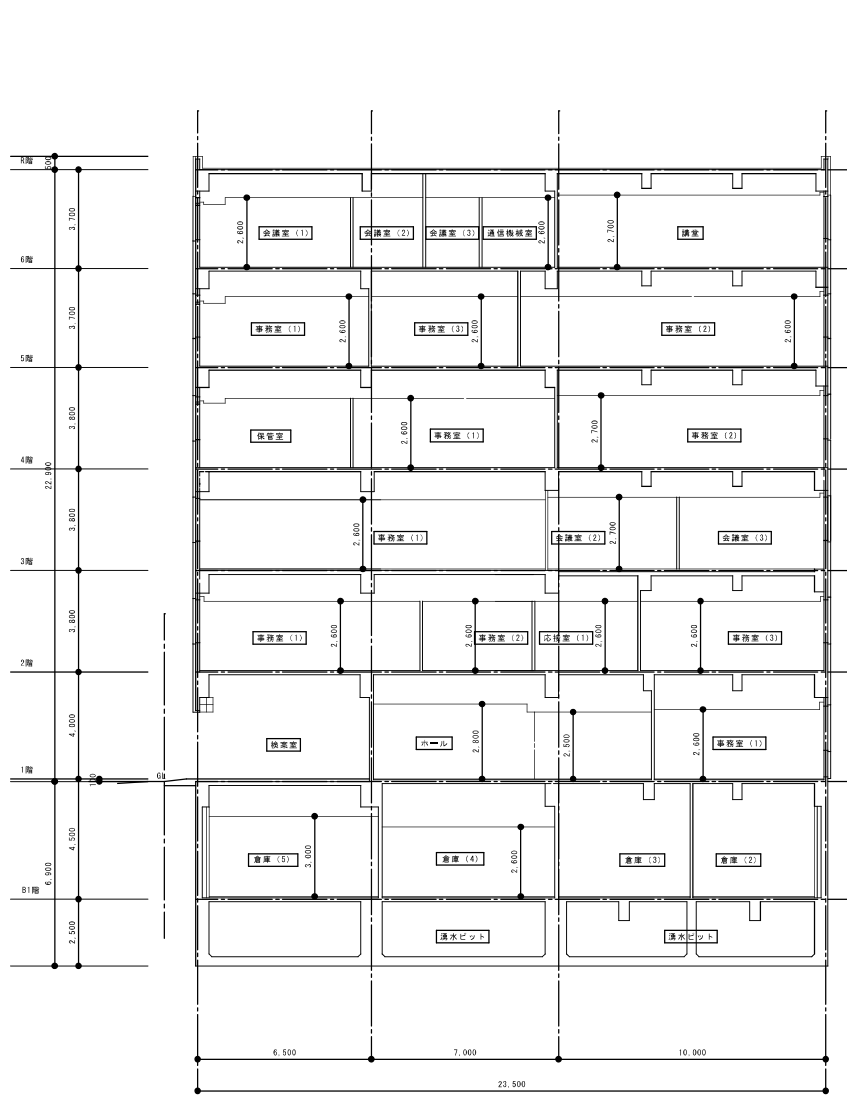 R階
500
3,700
2,600
会議室（1）
会議室（2）
会議室（3）
通信機械室
2,600
2,700
講堂
6階
3,700
事務室（1）
2,600
事務室（3）
2,600
事務室（2）
2,600
5階
3,800
保管室
2,600
事務室（1）
2,700
事務室（2）
4階
22,900
3,800
2,600
事務室（1）
会議室（2）
2,700
会議室（3）
3階
3,800
事務室（1）
2,600
2,600
事務室（2）
応接室（1）
2,600
2,600
事務室（3）
2階
4,000
検薬室
ホール
2,800
2,500
2,600
事務室（1）
1階
100
GL
4,500
6,900
倉庫（5）
3,000
倉庫（4）
2,600
倉庫（3）
倉庫（2）
B1階
2,500
湧水ピット
湧水ピット
6,500
7,000
10,000
23,500